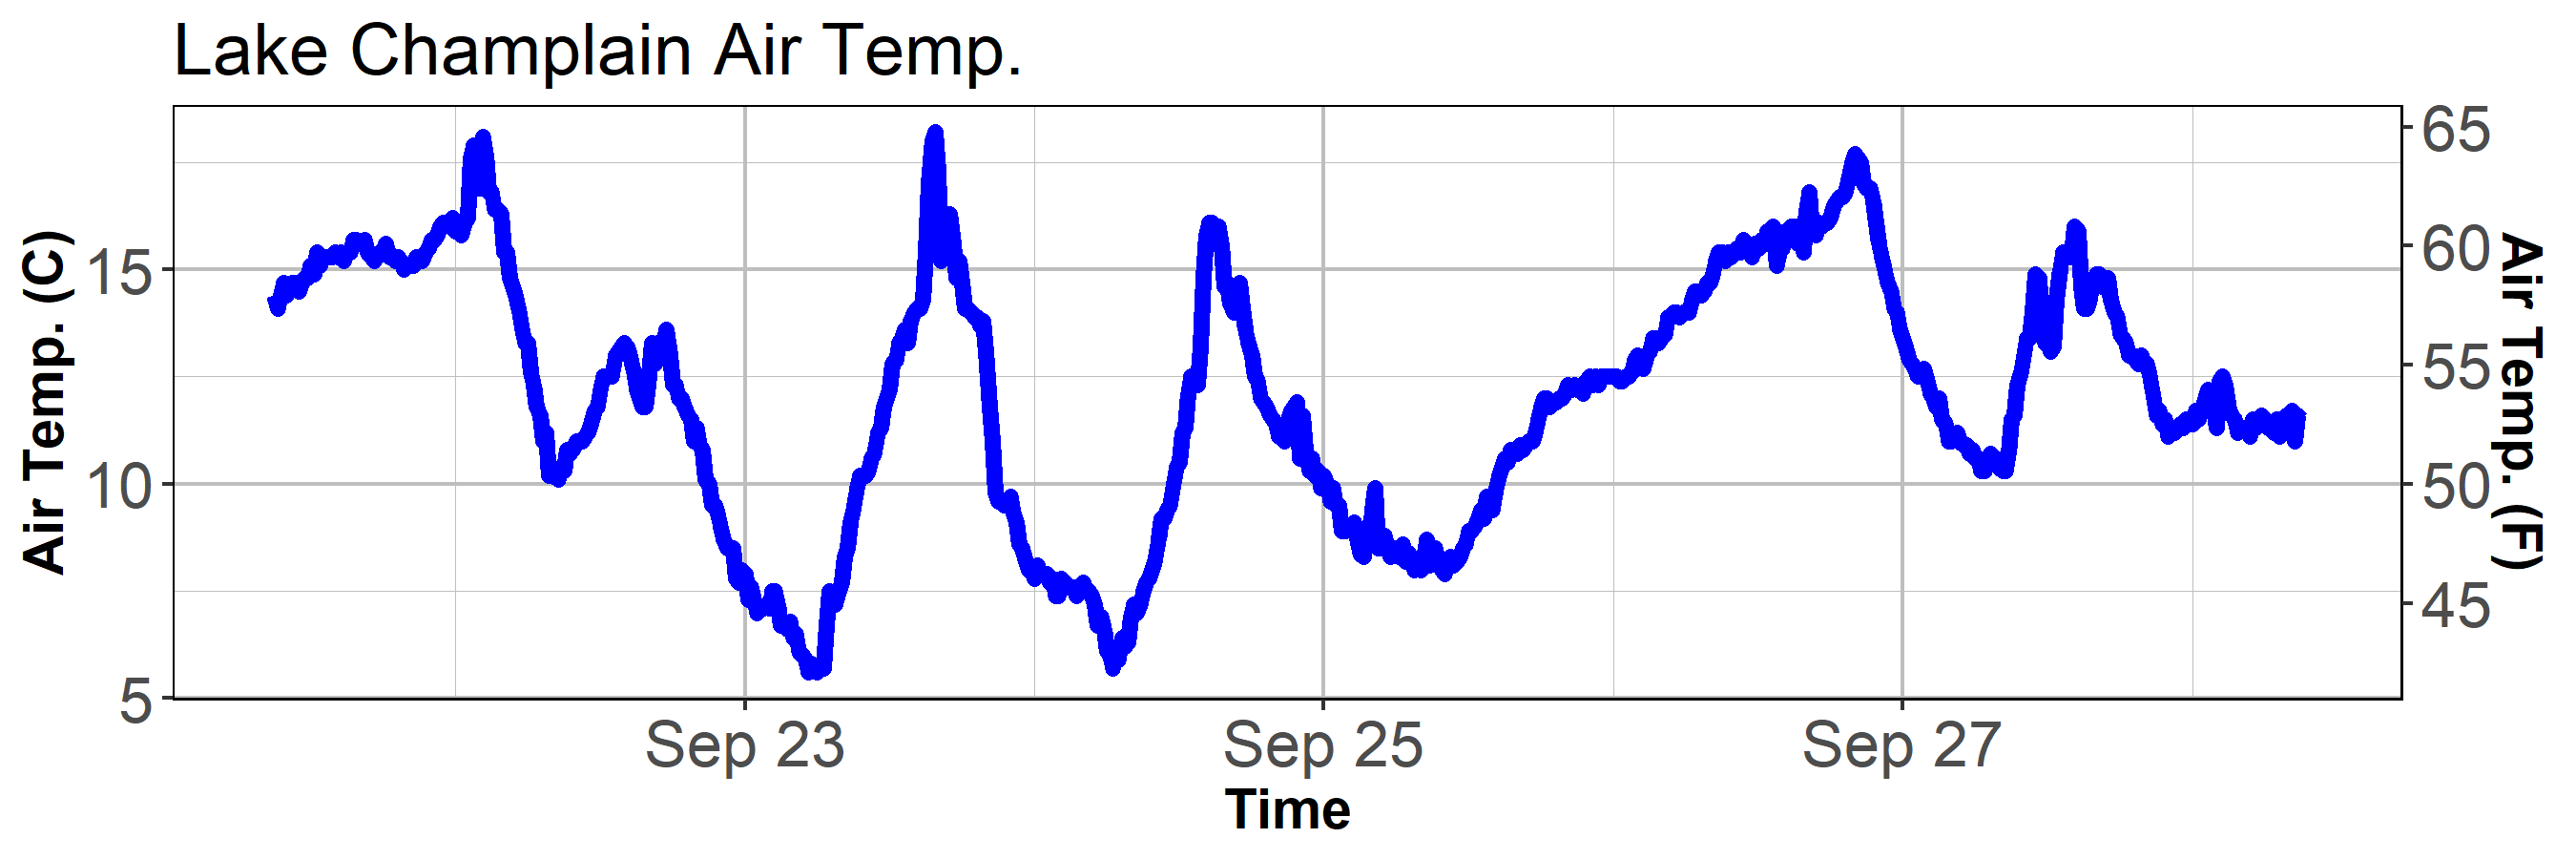 Lake Champlain Air Temp.
Air Temp. (C)
15
10
5
65
60
55
50
45
Air Temp. (F)
Sep 23
Sep 25
Sep 27
Time